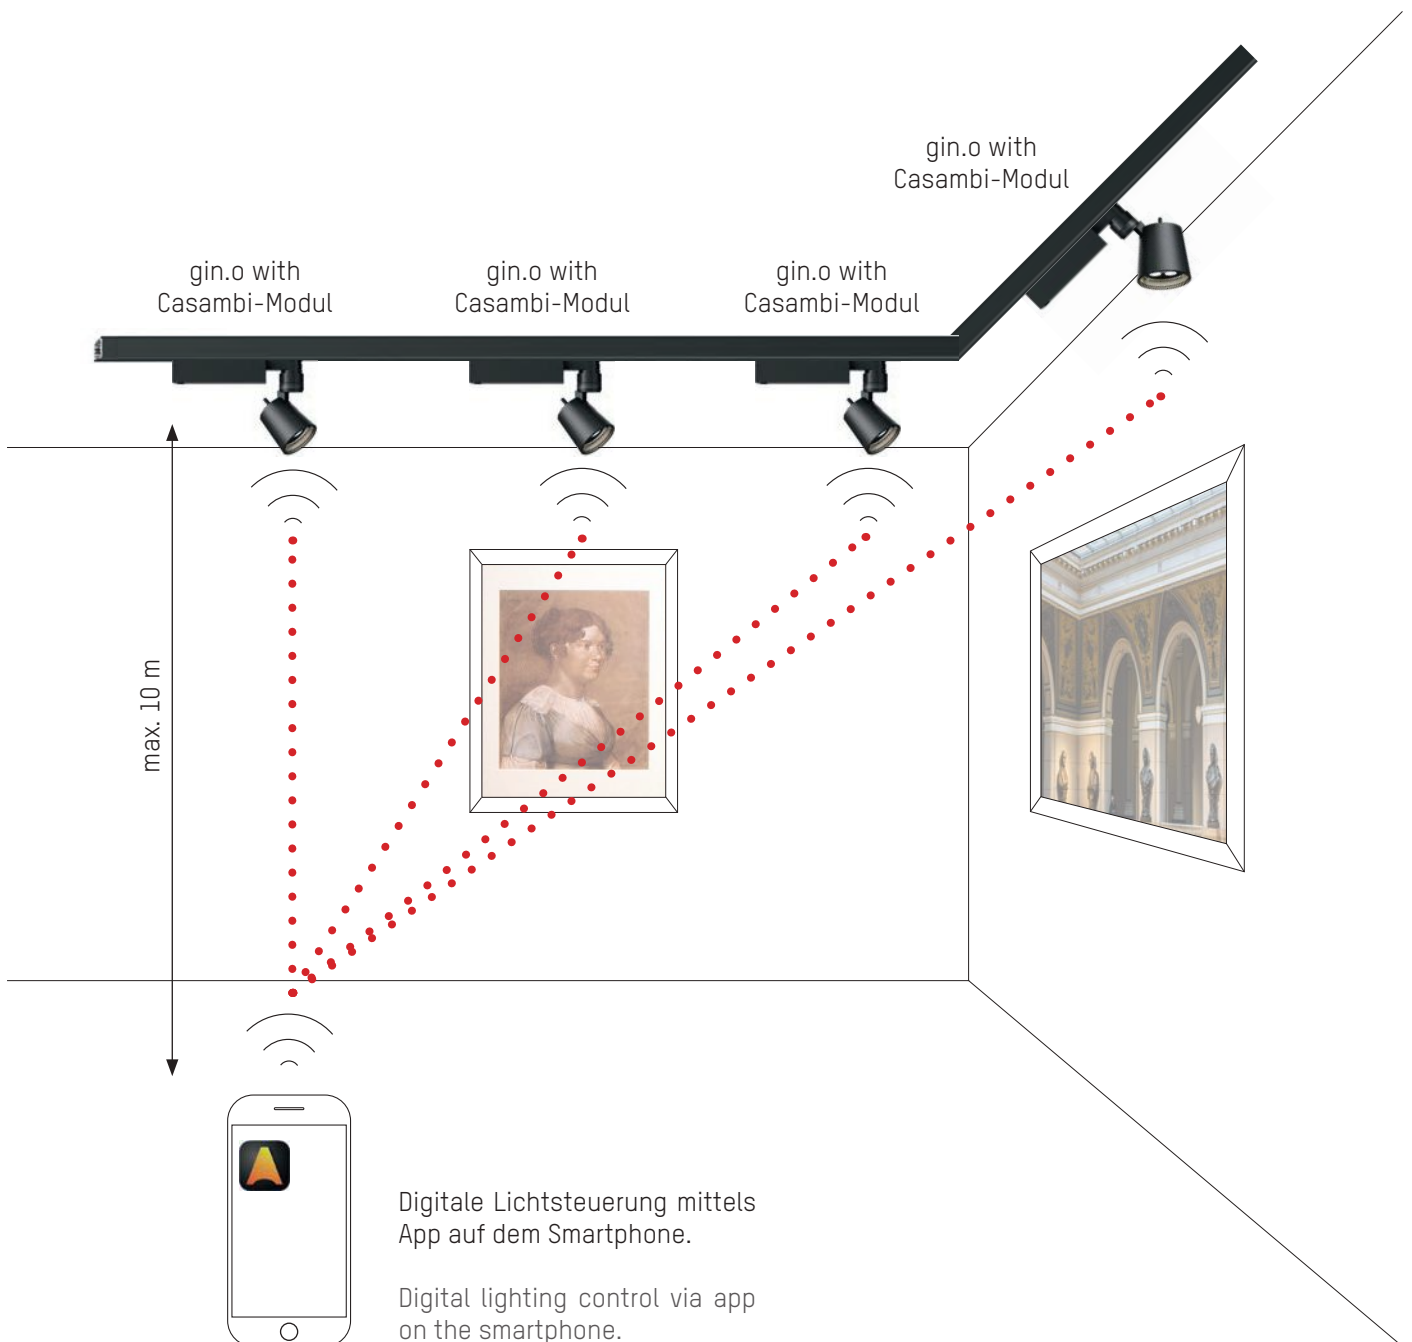 gin.o with
Casambi-Modul
gin.o with
Casambi-Modul
gin.o with
Casambi-Modul
gin.o with
Casambi-Modul
max. 10 m
Digitale Lichtsteuerung mittels
App auf dem Smartphone.
Digital lighting control via app
on the smartphone.